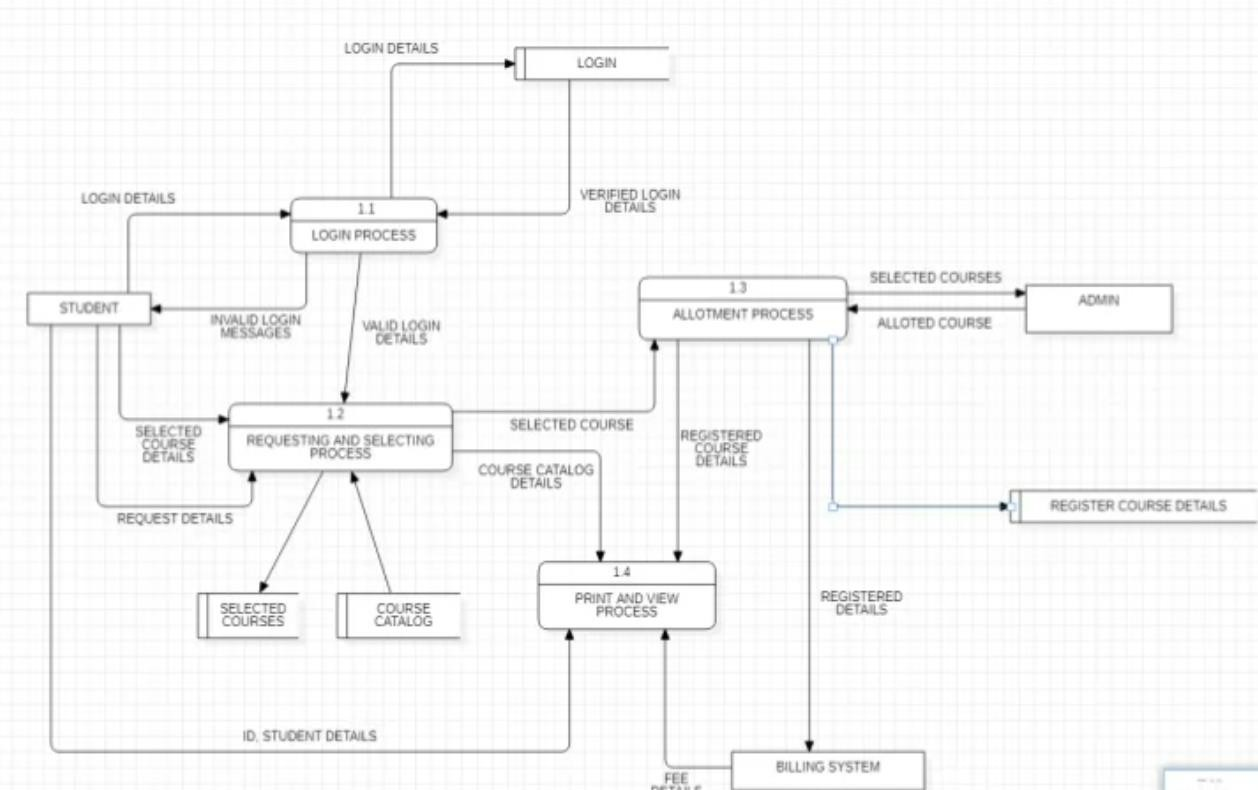 LOGIN DETAILS
LOGIN
VERIFIED LOGIN
DETAILS
LOGIN DETAILS
1.1
LOGIN PROCESS
STUDENT
INVALID LOGIN
MESSAGES
VALID LOGIN
DETAILS
1.3
ALLOTMENT PROCESS
SELECTED COURSES
ADMIN
ALLOTED COURSE
1.2
REQUESTING AND SELECTING
PROCESS
SELECTED
COURSE
DETAILS
SELECTED COURSE
COURSE CATALOG
DETAILS
REGISTERED
COURSE
DETAILS
REQUEST DETAILS
REGISTER COURSE DETAILS
SELECTED
COURSES
COURSE
CATALOG
1.4
PRINT AND VIEW
PROCESS
REGISTERED
DETAILS
ID, STUDENT DETAILS
BILLING SYSTEM
FEE
DETAILS